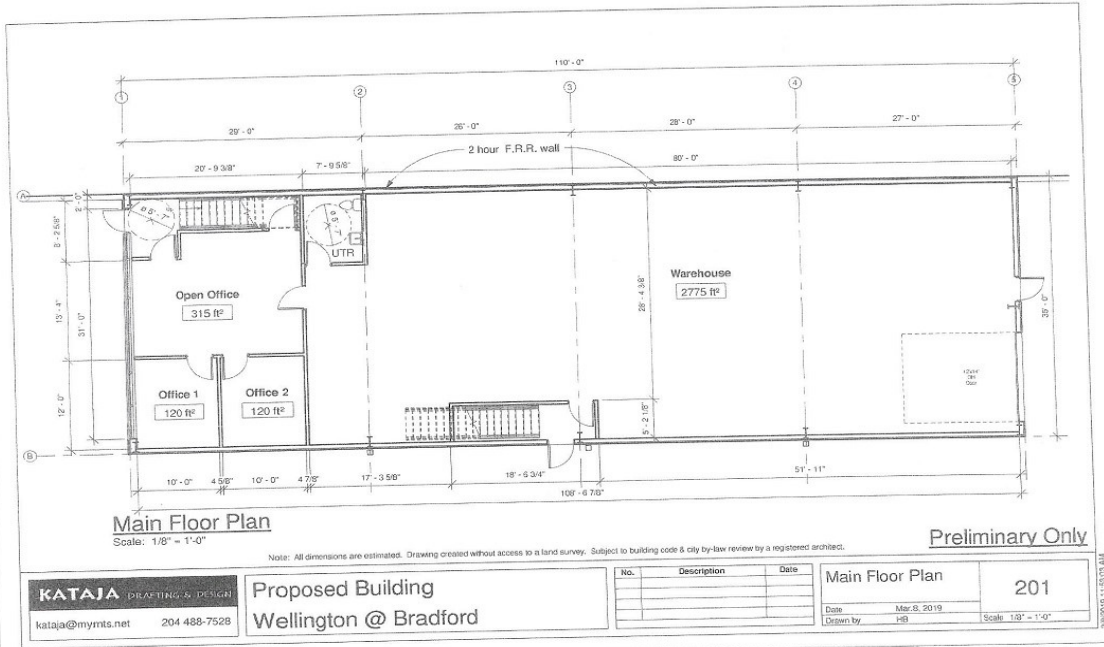 110' - 0"
1
2
3
4
5
29' - 0"
26' - 0"
28' - 0"
27' - 0"
2 hour F.R.R. wall
20' - 9 3/8"
7' - 9 5/8"
80' - 0"
A
2' - 0"
ø 5' - 7"
ø 5' - 7"
8' - 2 5/8"
UTR
Open Office
315 ft²
Warehouse
2775 ft²
28' - 4 3/8"
35' - 0"
13' - 4"
31' - 0"
Office 1
120 ft²
Office 2
120 ft²
12' - 0"
5' - 2 1/8"
Door
B
10' - 0"
4 5/8"
10' - 0"
4 7/8"
17' - 3 5/8"
18' - 6 3/4"
51' - 11"
108' - 6 7/8"
Main Floor Plan
Scale: 1/8" = 1'-0"
Preliminary Only
Note: All dimensions are estimated. Drawing created without access to a land survey. Subject to building code & city by-law review by a registered architect.
KATAJA DRAFTING & DESIGN
kataja@mymts.net 204 488-7528
Proposed Building
Wellington @ Bradford
No. Description Date
Main Floor Plan
201
Date Mar.8, 2019
Drawn by HB
Scale 1/8" = 1'-0"